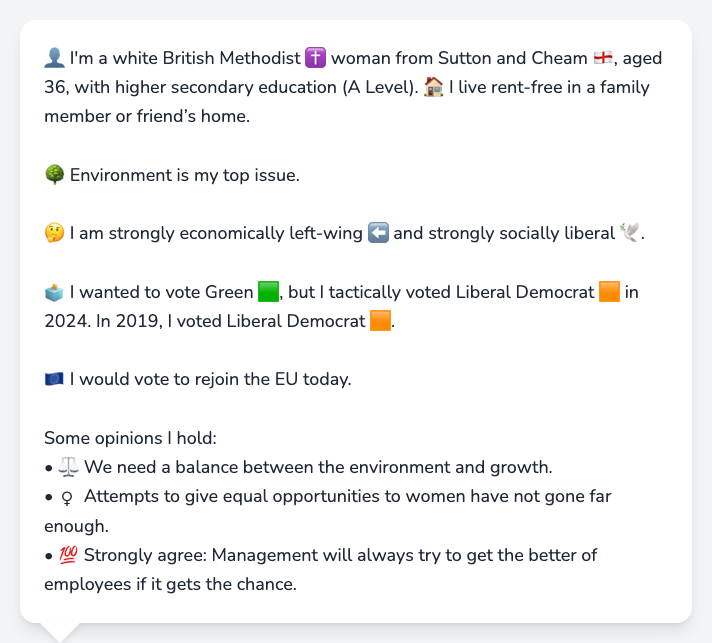 👤 I'm a white British Methodist ✝️ woman from Sutton and Cheam 🏴󠁧󠁢󠁥󠁮󠁧󠁿, aged
36, with higher secondary education (A Level). 🏠 I live rent-free in a family
member or friend’s home.
🌳 Environment is my top issue.
🤔 I am strongly economically left-wing ⬅️ and strongly socially liberal 🕊️.
🗳️ I wanted to vote Green 🟩, but I tactically voted Liberal Democrat 🟧 in
2024. In 2019, I voted Liberal Democrat 🟧.
🇪🇺 I would vote to rejoin the EU today.
Some opinions I hold:
• ⚖️ We need a balance between the environment and growth.
• ♀ Attempts to give equal opportunities to women have not gone far
enough.
• 💯 Strongly agree: Management will always try to get the better of
employees if it gets the chance.